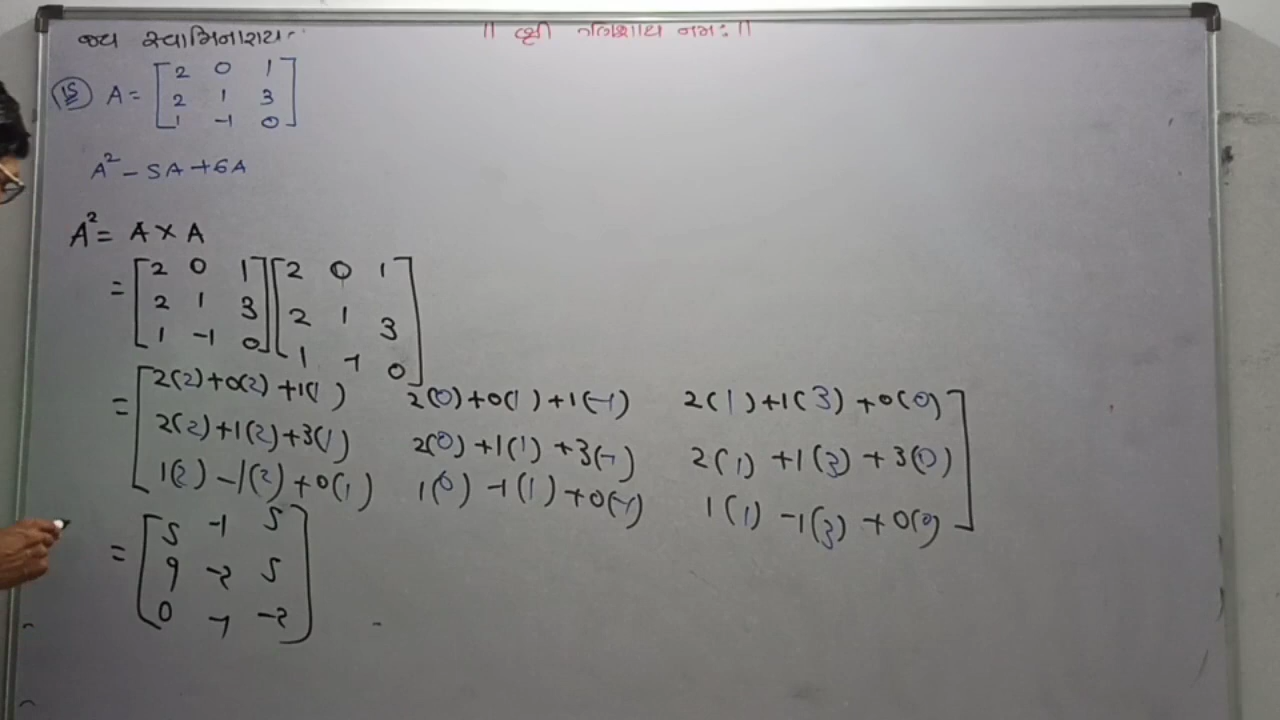 જય સ્વામિનારાયણ
|| શ્રી ગણેશાય નમઃ ||
(15) A = [2 0 1
2 1 3
1 -1 0]
A² - 5A + 6A
A² = A × A
= [2 0 1] [2 0 1]
[2 1 3] [2 1 3]
[1 -1 0] [1 -1 0]
= [2(2)+0(2)+1(1) 2(0)+0(1)+1(-1) 2(1)+1(3)+0(0)
2(2)+1(2)+3(1) 2(0)+1(1)+3(-1) 2(1)+1(3)+3(0)
1(2)-1(2)+0(1) 1(0)-1(1)+0(-1) 1(1)-1(3)+0(0)]
= [5 -1 5
9 -2 5
0 -1 -2]